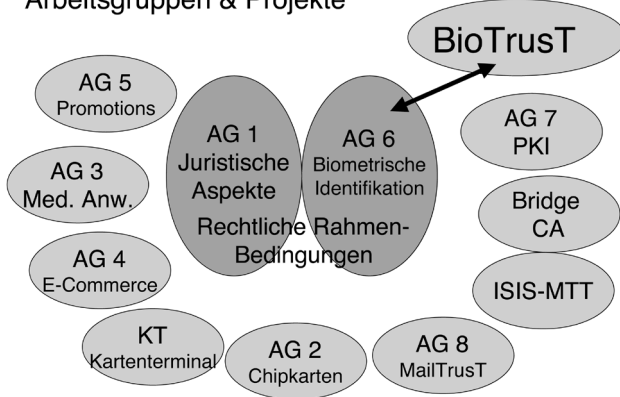 Arbeitsgruppen & Projekte
BioTrusT
AG 5
Promotions
AG 1
Juristische
Aspekte
AG 6
Biometrische
Identifikation
AG 7
PKI
AG 3
Med. Anw.
Rechtliche Rahmen-
Bedingungen
Bridge
CA
AG 4
E-Commerce
ISIS-MTT
KT
Kartenterminal
AG 2
Chipkarten
AG 8
MailTrusT